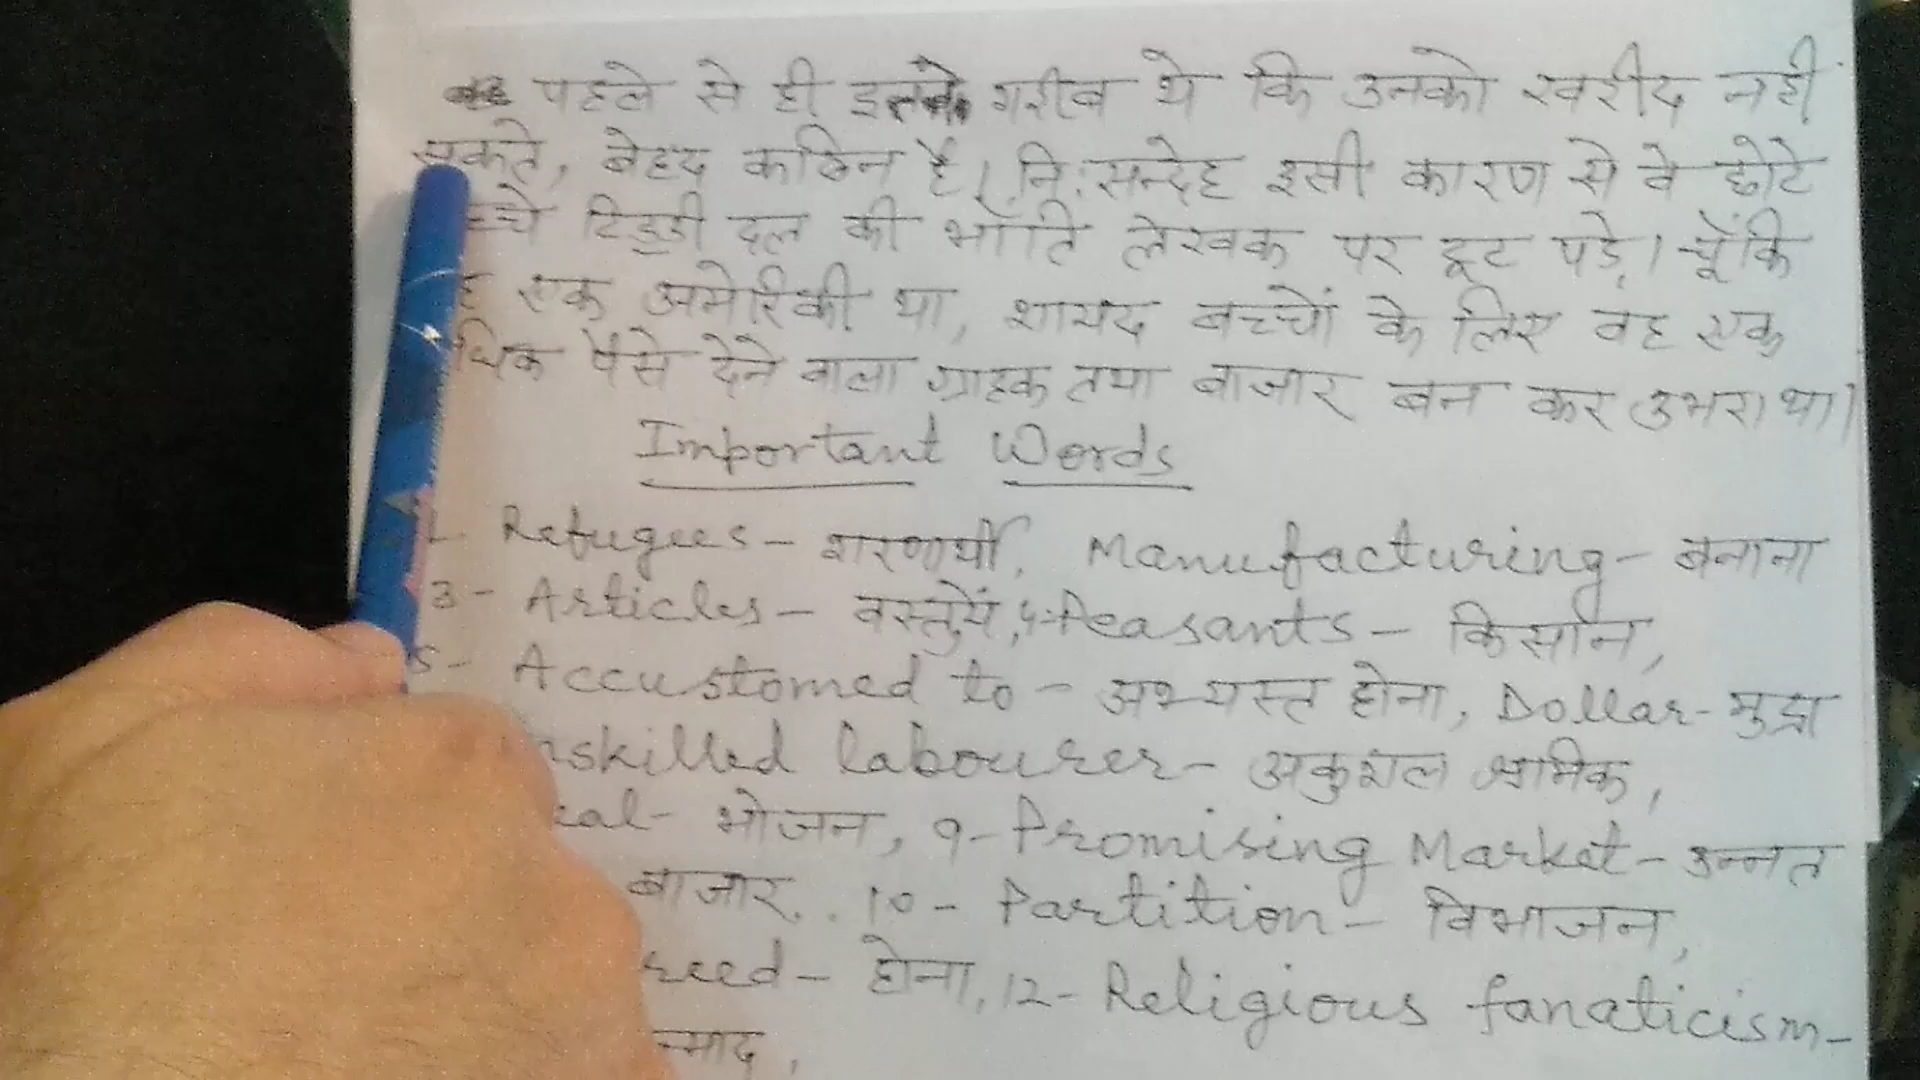 पहले से ही इतने गरीब थे कि उनको खरीद नहीं
सकते, बेहद कठिन है। निःसन्देह इसी कारण से वे छोटे
च्चे टिड्डी दल की भाँति लेखक पर टूट पड़े। चूँकि
ह एक अमेरिकी था, शायद बच्चों के लिए वह एक
धिक पैसे देने वाला ग्राहक तथा बाजार बन कर उभरा था।
Important Words
Refugees - शरणार्थी, Manufacturing - बनाना
3- Articles - वस्तुयें, 4- Peasants - किसान,
5- Accustomed to - अभ्यस्त होना, Dollar - मुद्रा
nskilled labourer - अकुशल श्रमिक,
eal - भोजन, 9- Promising Market - उन्नत
बाजार. 10 - Partition - विभाजन,
reed - होना, 12- Religious fanaticism -
न्माद,